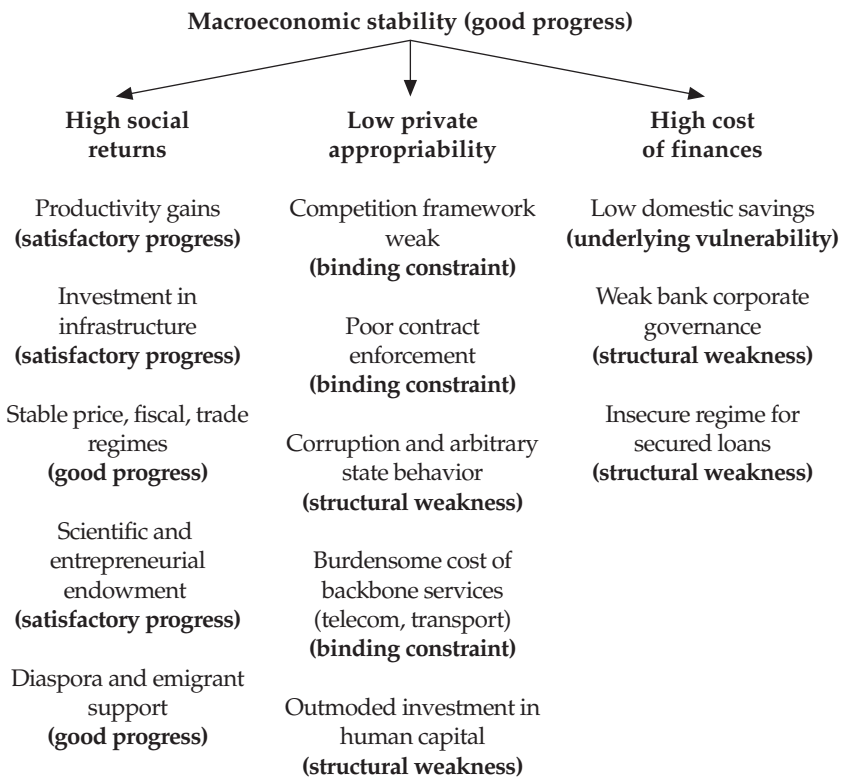 Macroeconomic stability (good progress)
High social
returns
Productivity gains
(satisfactory progress)
Investment in
infrastructure
(satisfactory progress)
Stable price, fiscal, trade
regimes
(good progress)
Scientific and
entrepreneurial
endowment
(satisfactory progress)
Diaspora and emigrant
support
(good progress)
Low private
appropriability
Competition framework
weak
(binding constraint)
Poor contract
enforcement
(binding constraint)
Corruption and arbitrary
state behavior
(structural weakness)
Burdensome cost of
backbone services
(telecom, transport)
(binding constraint)
Outmoded investment in
human capital
(structural weakness)
High cost
of finances
Low domestic savings
(underlying vulnerability)
Weak bank corporate
governance
(structural weakness)
Insecure regime for
secured loans
(structural weakness)